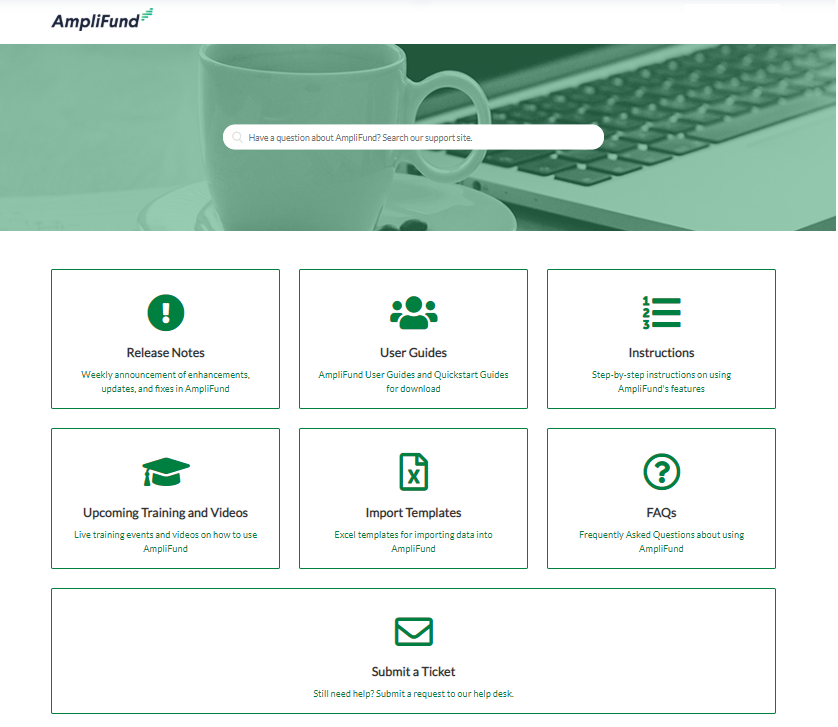 AmpliFund
Have a question about AmpliFund? Search our support site.
Release Notes
Weekly announcement of enhancements,
updates, and fixes in AmpliFund
User Guides
AmpliFund User Guides and Quickstart Guides
for download
1
2
3
Instructions
Step-by-step instructions on using
AmpliFund's features
Upcoming Training and Videos
Live training events and videos on how to use
AmpliFund
X
Import Templates
Excel templates for importing data into
AmpliFund
?
FAQs
Frequently Asked Questions about using
AmpliFund
Submit a Ticket
Still need help? Submit a request to our help desk.